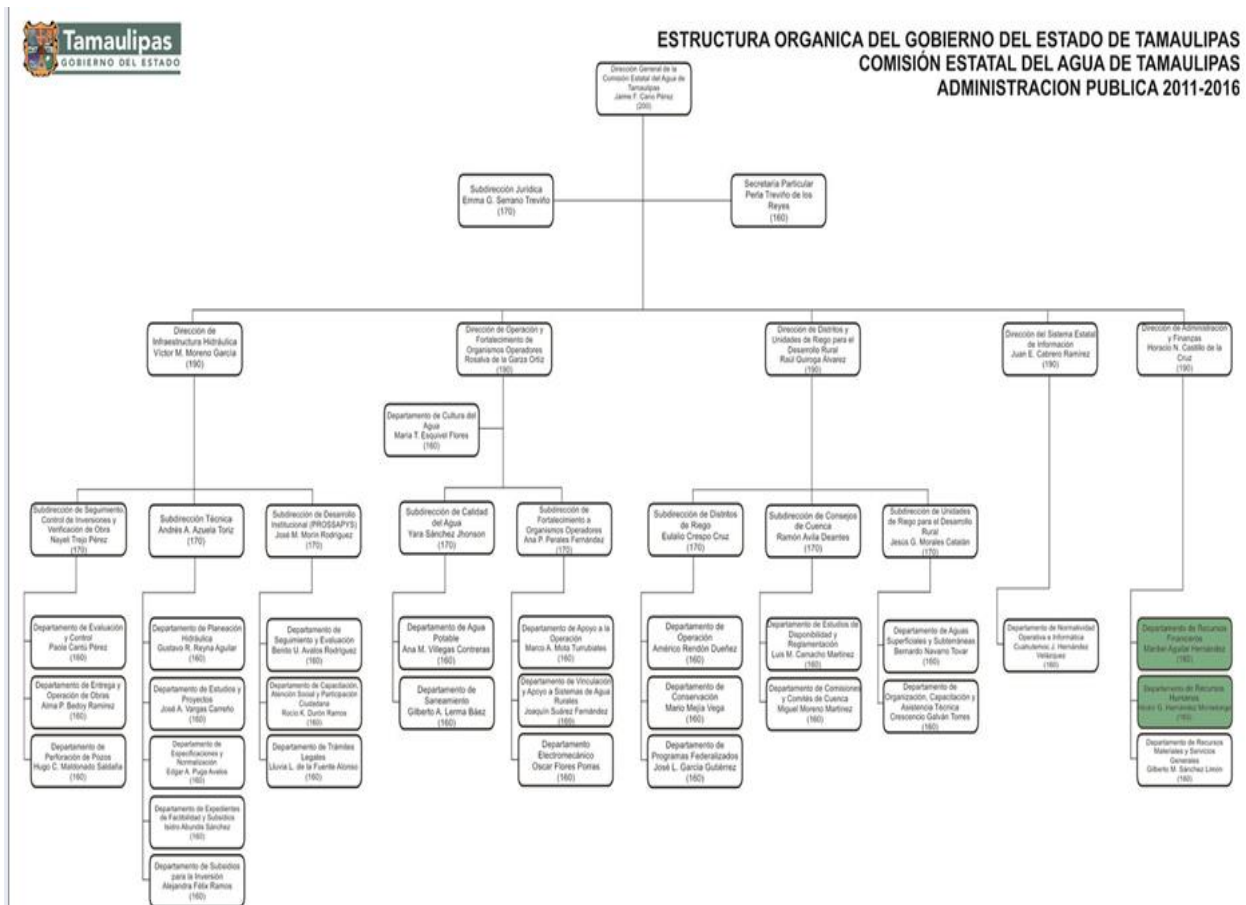 Tamaulipas
GOBIERNO DEL ESTADO
ESTRUCTURA ORGANICA DEL GOBIERNO DEL ESTADO DE TAMAULIPAS
COMISIÓN ESTATAL DEL AGUA DE TAMAULIPAS
ADMINISTRACION PUBLICA 2011-2016
Dirección General de la
Comisión Estatal del Agua de
Tamaulipas
Jaime F. Cano Pérez
(200)
Subdirección Jurídica
Emma G. Serrano Treviño
(170)
Secretaria Particular
Perla Treviño de los
Reyes
(160)
Dirección de
Infraestructura Hidráulica
Víctor M. Moreno García
(190)
Dirección de Operación y
Fortalecimiento de
Organismos Operadores
Rosalva de la Garza Ortiz
(190)
Dirección de Distritos y
Unidades de Riego para el
Desarrollo Rural
Raúl Quiroga Álvarez
(190)
Dirección del Sistema Estatal
de Información
Juan E. Cabrero Ramírez
(190)
Dirección de Administración
y Finanzas
Horacio N. Castillo de la
Cruz
(190)
Departamento de Cultura del
Agua
María T. Esquivel Flores
(160)
Subdirección de Seguimiento,
Control de Inversiones y
Verificación de Obra
Nayeli Trejo Pérez
(170)
Subdirección Técnica
Andrés A. Azuela Toriz
(170)
Subdirección de Desarrollo
Institucional (PROSSAPYS)
José M. Morin Rodríguez
(170)
Subdirección de Calidad
del Agua
Yara Sánchez Jhonson
(170)
Subdirección de
Fortalecimiento a
Organismos Operadores
Ana P. Perales Fernández
(170)
Subdirección de Distritos
de Riego
Eulalio Crespo Cruz
(170)
Subdirección de Consejos
de Cuenca
Ramón Avila Deantes
(170)
Subdirección de Unidades
de Riego para el Desarrollo
Rural
Jesús G. Morales Catalán
(170)
Departamento de Evaluación
y Control
Cantú Pérez
(160)
Departamento de Entrega y
Operación de Obras
Alma P. Bedoy Ramírez
(160)
Departamento de
Perforación de Pozos
Hugo C. Maldonado Saldaña
(160)
Departamento de Planeación
Hidráulica
Gustavo R. Reyna Aguilar
(160)
Departamento de Estudios y
Proyectos
José A. Vargas Carreño
(160)
Departamento de
Especificaciones y
Normalización
Edgar A. Puga Avalos
(160)
Departamento de Expedientes
de Factibilidad y Subsidios
Isidro Abundis Sánchez
(160)
Departamento de Subsidios
para la Inversión
Alejandra Félix Ramos
(160)
Departamento de
Seguimiento y Evaluación
Benito U. Avalos Rodríguez
(160)
Departamento de Capacitación,
Atención Social y Participación
Ciudadana
Rocío K. Durón Ramos
(160)
Departamento de Trámites
Legales
Lluvia L. de la Fuente Alonso
(160)
Departamento de Agua
Potable
Ana M. Villegas Contreras
(160)
Departamento de
Saneamiento
Gilberto A. Lerma Báez
(160)
Departamento de Apoyo a la
Operación
Marco A. Mota Turrubiates
(160)
Departamento de Vinculación
y Apoyo a Sistemas de Agua
Rurales
Joaquín Suárez Fernández
(160)
Departamento
Electromecánico
Oscar Flores Porras
(160)
Departamento de
Operación
Américo Rendón Dueñez
(160)
Departamento de
Conservación
Mario Mejía Vega
(160)
Departamento de
Programas Federalizados
José L. García Gutiérrez
(160)
Departamento de Estudios de
Disponibilidad y
Reglamentación
Luis M. Camacho Martínez
(160)
Departamento de Comisiones
y Comités de Cuenca
Miguel Moreno Martínez
(160)
Departamento de Aguas
Superficiales y Subterráneas
Bernardo Navarro Tovar
(160)
Departamento de
Organización, Capacitación y
Asistencia Técnica
Crescencio Galván Torres
(160)
Departamento de Normatividad
Operativa e Informática
Cuauhtemoc J. Hernández
Velázquez
(160)
Departamento de Recursos
Financieros
Maribel Aguilar Hernández
(160)
Departamento de Recursos
Humanos
G. Hernández
(160)
Departamento de Recursos
Materiales y Servicios
Generales
Gilberto M. Sánchez Limón
(160)